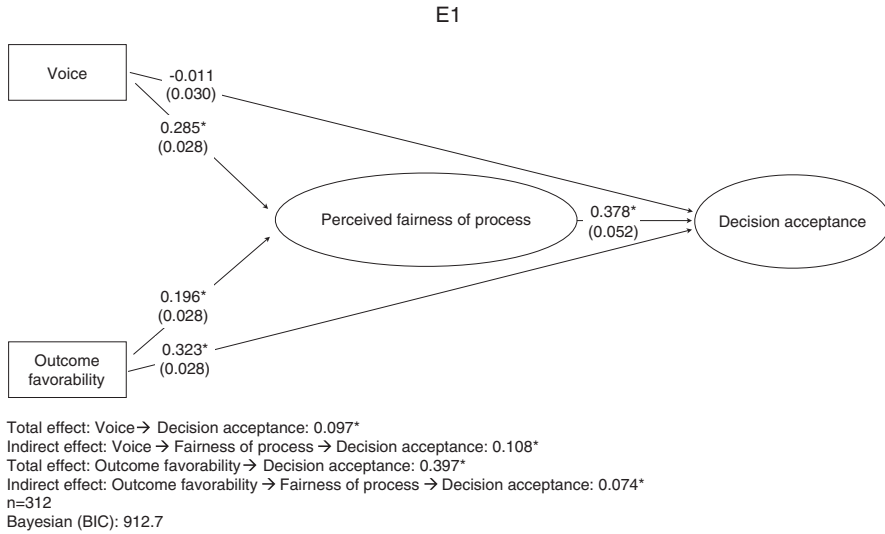 E1
Voice
-0.011
(0.030)
0.285*
(0.028)
Perceived fairness of process
0.378*
(0.052)
Decision acceptance
0.196*
(0.028)
Outcome
favorability
0.323*
(0.028)
Total effect: Voice→ Decision acceptance: 0.097*
Indirect effect: Voice → Fairness of process → Decision acceptance: 0.108*
Total effect: Outcome favorability→ Decision acceptance: 0.397*
Indirect effect: Outcome favorability → Fairness of process → Decision acceptance: 0.074*
n=312
Bayesian (BIC): 912.7